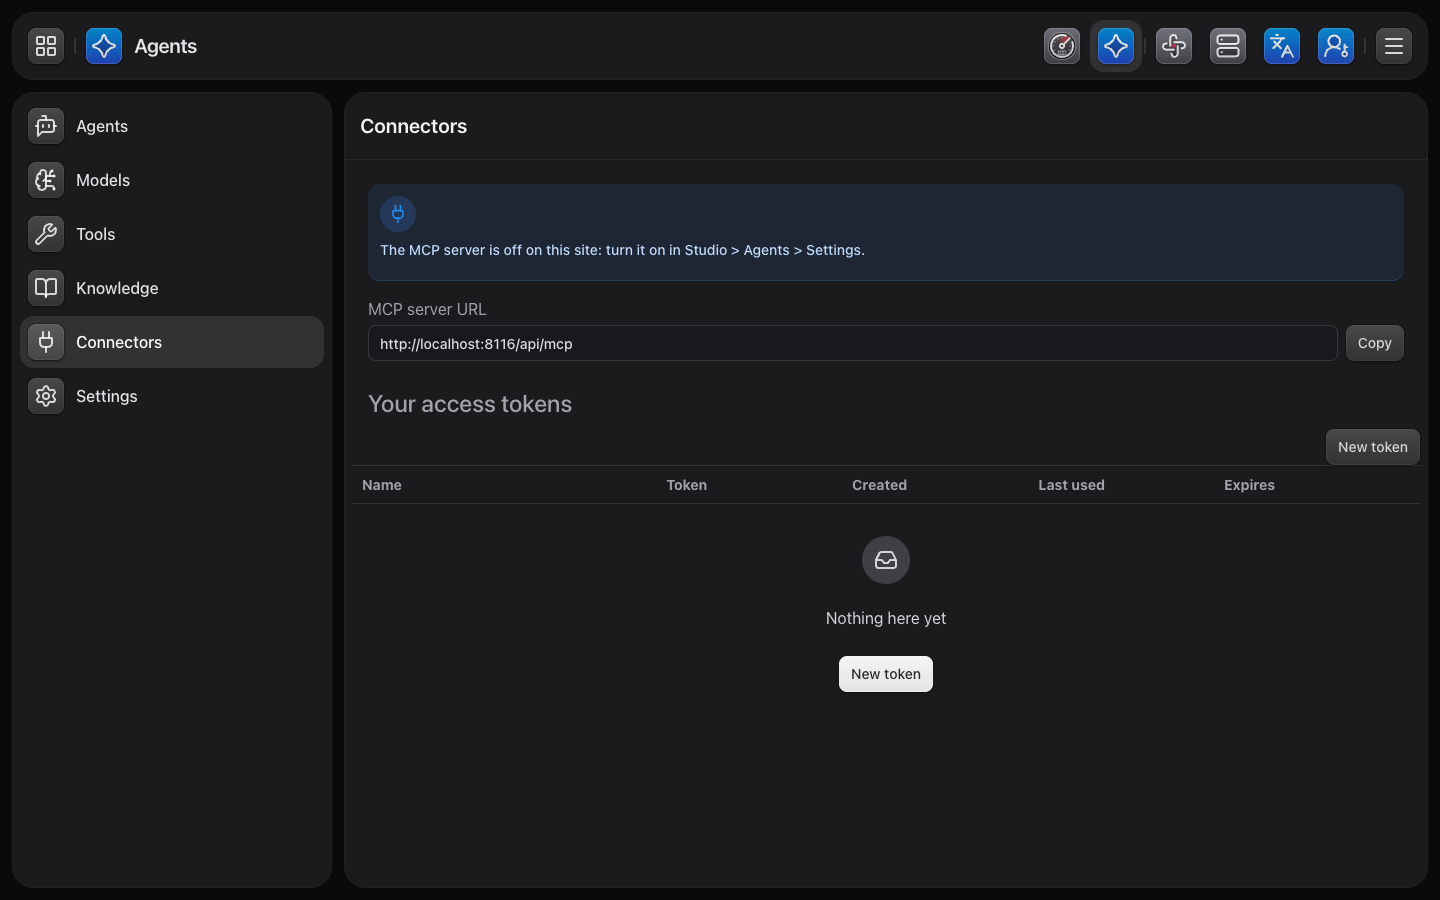 Agents
Agents
Models
Tools
Knowledge
Connectors
Settings
Connectors
The MCP server is off on this site: turn it on in Studio > Agents > Settings.
MCP server URL
http://localhost:8116/api/mcp
Copy
Your access tokens
New token
Name Token Created Last used Expires
Nothing here yet
New token